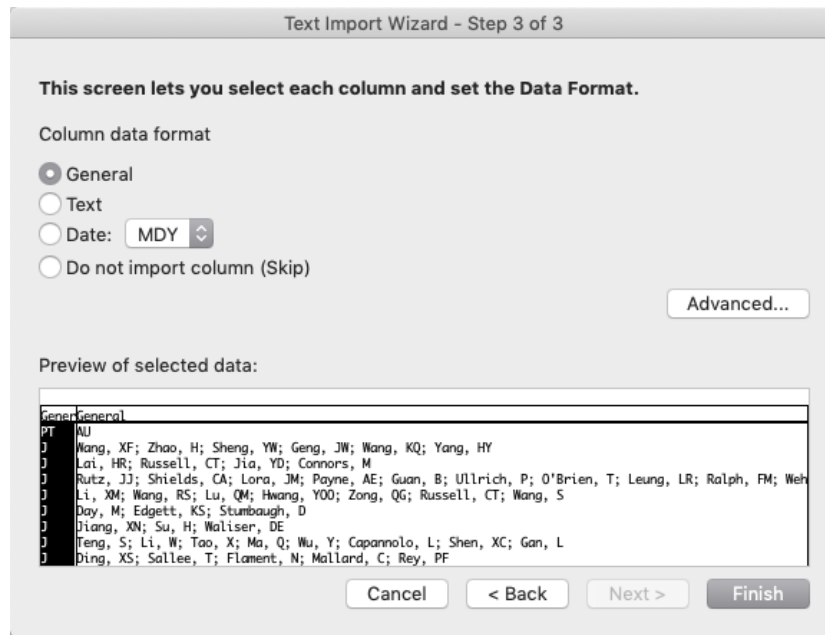 Text Import Wizard - Step 3 of 3
This screen lets you select each column and set the Data Format.
Column data format
General
Text
Date: MDY
Do not import column (Skip)
Advanced...
Preview of selected data:
Gener General
PT AU
J Wang, XF; Zhao, H; Sheng, YW; Geng, JW; Wang, KQ; Yang, HY
J Lai, HR; Russell, CT; Jia, YD; Connors, M
J Rutz, JJ; Shields, CA; Lora, JM; Payne, AE; Guan, B; Ullrich, P; O'Brien, T; Leung, LR; Ralph, FM; Weh
J Li, XM; Wang, RS; Lu, QM; Hwang, YOO; Zong, QG; Russell, CT; Wang, S
J Day, M; Edgett, KS; Stumbaugh, D
J Jiang, XN; Su, H; Waliser, DE
J Teng, S; Li, W; Tao, X; Ma, Q; Wu, Y; Capannolo, L; Shen, XC; Gan, L
J Ding, XS; Sallee, T; Flament, N; Mallard, C; Rey, PF
Cancel < Back Next > Finish